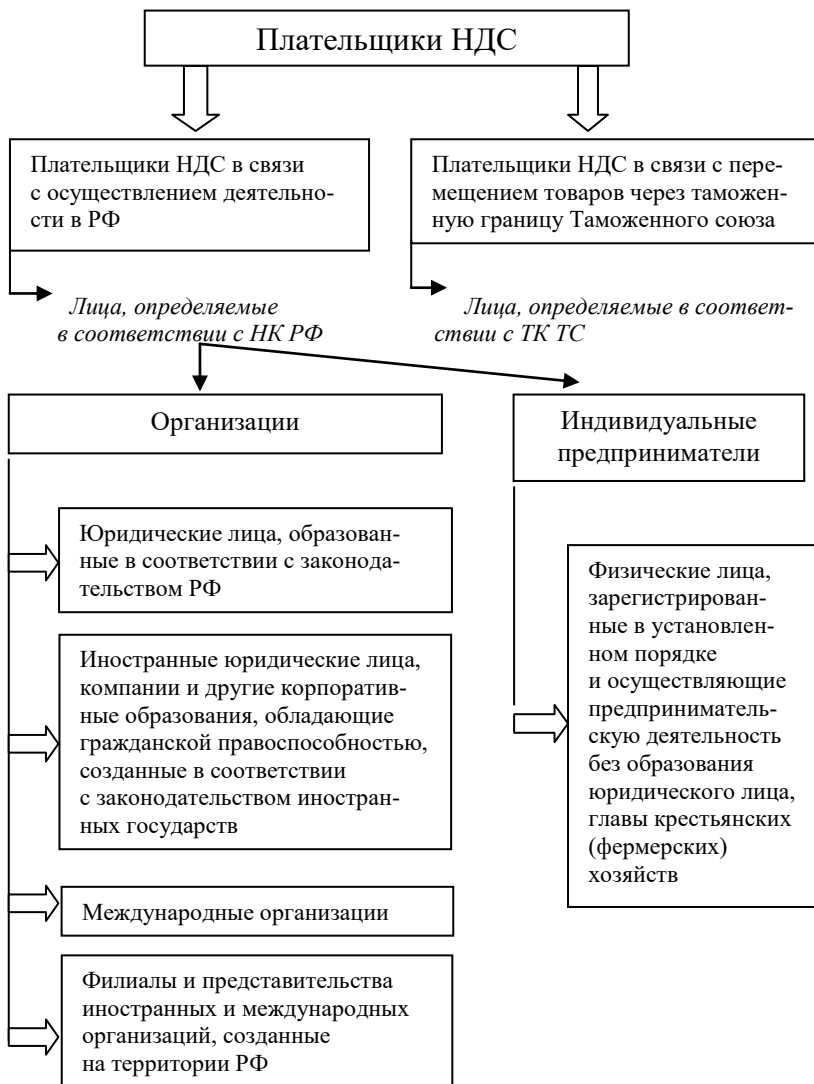 Плательщики НДС
Плательщики НДС в связи
с осуществлением деятельно-
сти в РФ
Плательщики НДС в связи с пере-
мещением товаров через таможен-
ную границу Таможенного союза
Лица, определяемые
в соответствии с НК РФ
Лица, определяемые в соответ-
ствии с ТК ТС
Организации
Индивидуальные
предприниматели
Юридические лица, образован-
ные в соответствии с законода-
тельством РФ
Иностранные юридические лица,
компании и другие корпоратив-
ные образования, обладающие
гражданской правоспособностью,
созданные в соответствии
с законодательством иностран-
ных государств
Международные организации
Филиалы и представительства
иностранных и международных
организаций, созданные
на территории РФ
Физические лица,
зарегистрирован-
ные в установлен-
ном порядке
и осуществляющие
предприниматель-
скую деятельность
без образования
юридического лица,
главы крестьянских
(фермерских)
хозяйств